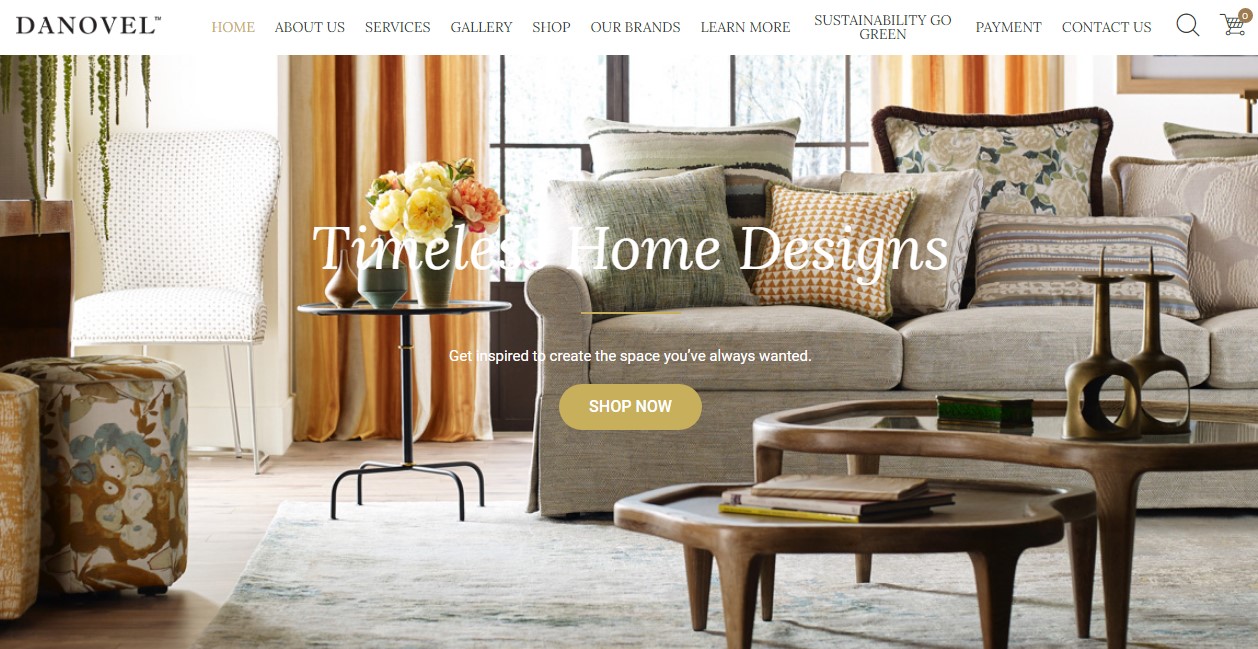 DANOVEL™
HOME
ABOUT US
SERVICES
GALLERY
SHOP
OUR BRANDS
LEARN MORE
SUSTAINABILITY GO
GREEN
PAYMENT
CONTACT US
0
Timeless Home Designs
Get inspired to create the space you’ve always wanted.
SHOP NOW